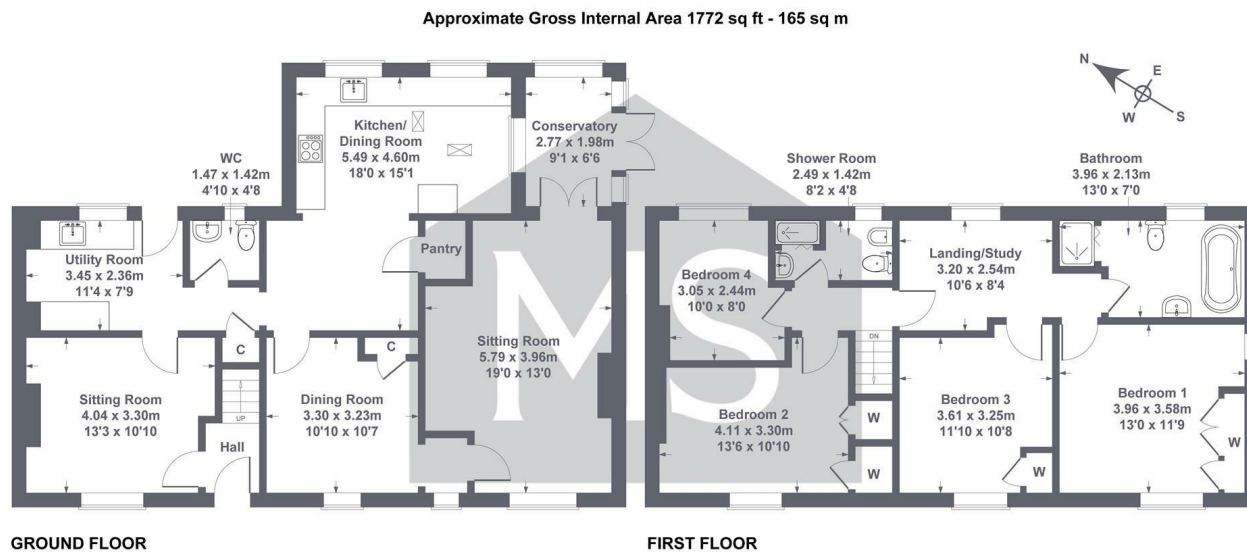 Approximate Gross Internal Area 1772 sq ft - 165 sq m
N
E
W
S
Kitchen/
Dining Room
5.49 x 4.60m
18'0 x 15'1
Conservatory
2.77 x 1.98m
9'1 x 6'6
WC
1.47 x 1.42m
4'10 x 4'8
Utility Room
3.45 x 2.36m
11'4 x 7'9
Pantry
Sitting Room
5.79 x 3.96m
19'0 x 13'0
C
C
Sitting Room
4.04 x 3.30m
13'3 x 10'10
UP
Hall
Dining Room
3.30 x 3.23m
10'10 x 10'7
GROUND FLOOR
Shower Room
2.49 x 1.42m
8'2 x 4'8
Bathroom
3.96 x 2.13m
13'0 x 7'0
Bedroom 4
3.05 x 2.44m
10'0 x 8'0
Landing/Study
3.20 x 2.54m
10'6 x 8'4
DN
Bedroom 2
4.11 x 3.30m
13'6 x 10'10
W
W
Bedroom 3
3.61 x 3.25m
11'10 x 10'8
W
Bedroom 1
3.96 x 3.58m
13'0 x 11'9
W
FIRST FLOOR
MS